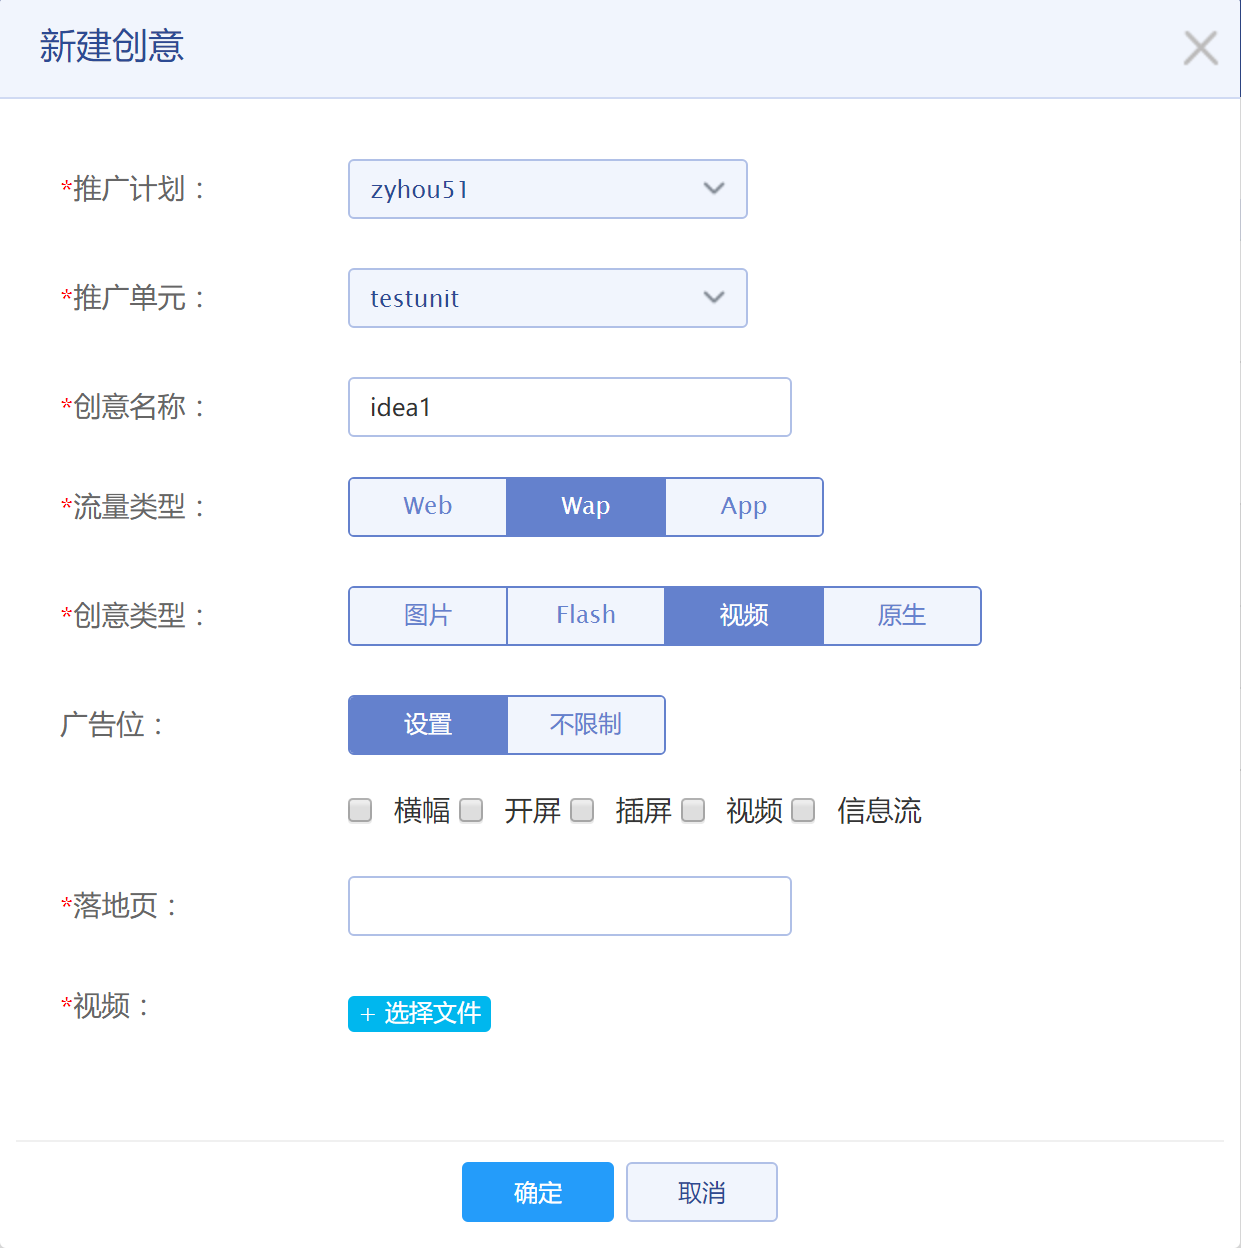 新建创意
*推广计划： zyhou51
*推广单元： testunit
*创意名称： idea1
*流量类型： Web Wap App
*创意类型： 图片 Flash 视频 原生
广告位： 设置 不限制
横幅 开屏 插屏 视频 信息流
*落地页：
*视频： + 选择文件
确定 取消